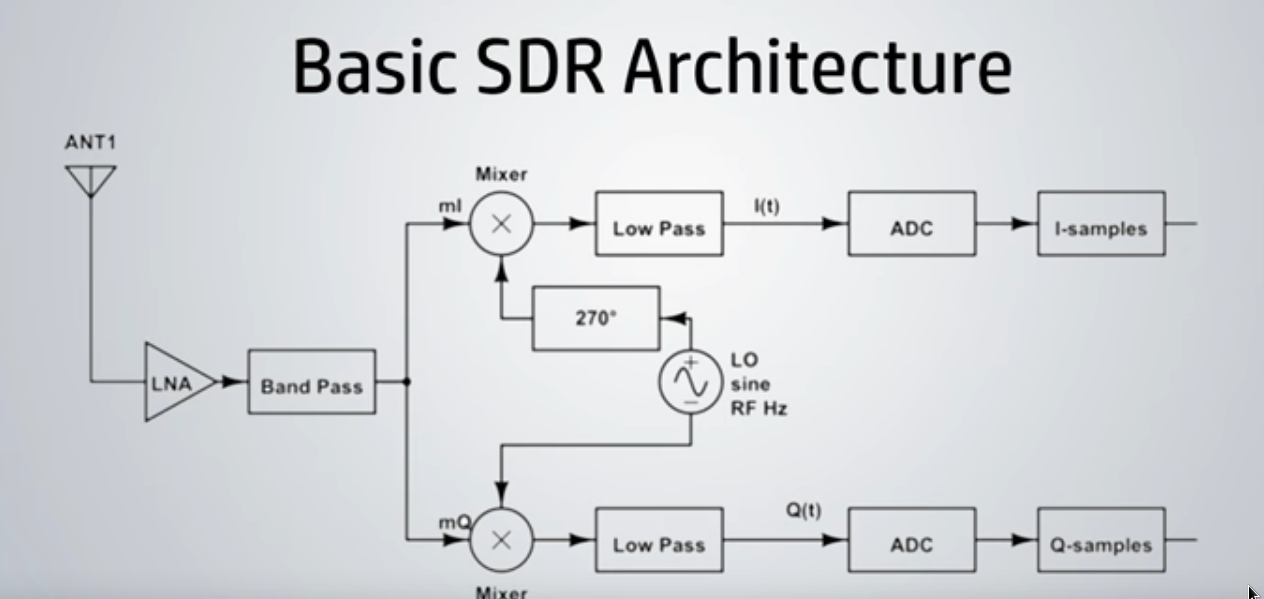 Basic SDR Architecture
ANT1
Mixer
mI
Low Pass
I(t)
ADC
I-samples
270°
LNA
Band Pass
LO
sine
RF Hz
mQ
Low Pass
Q(t)
ADC
Q-samples
Mixer